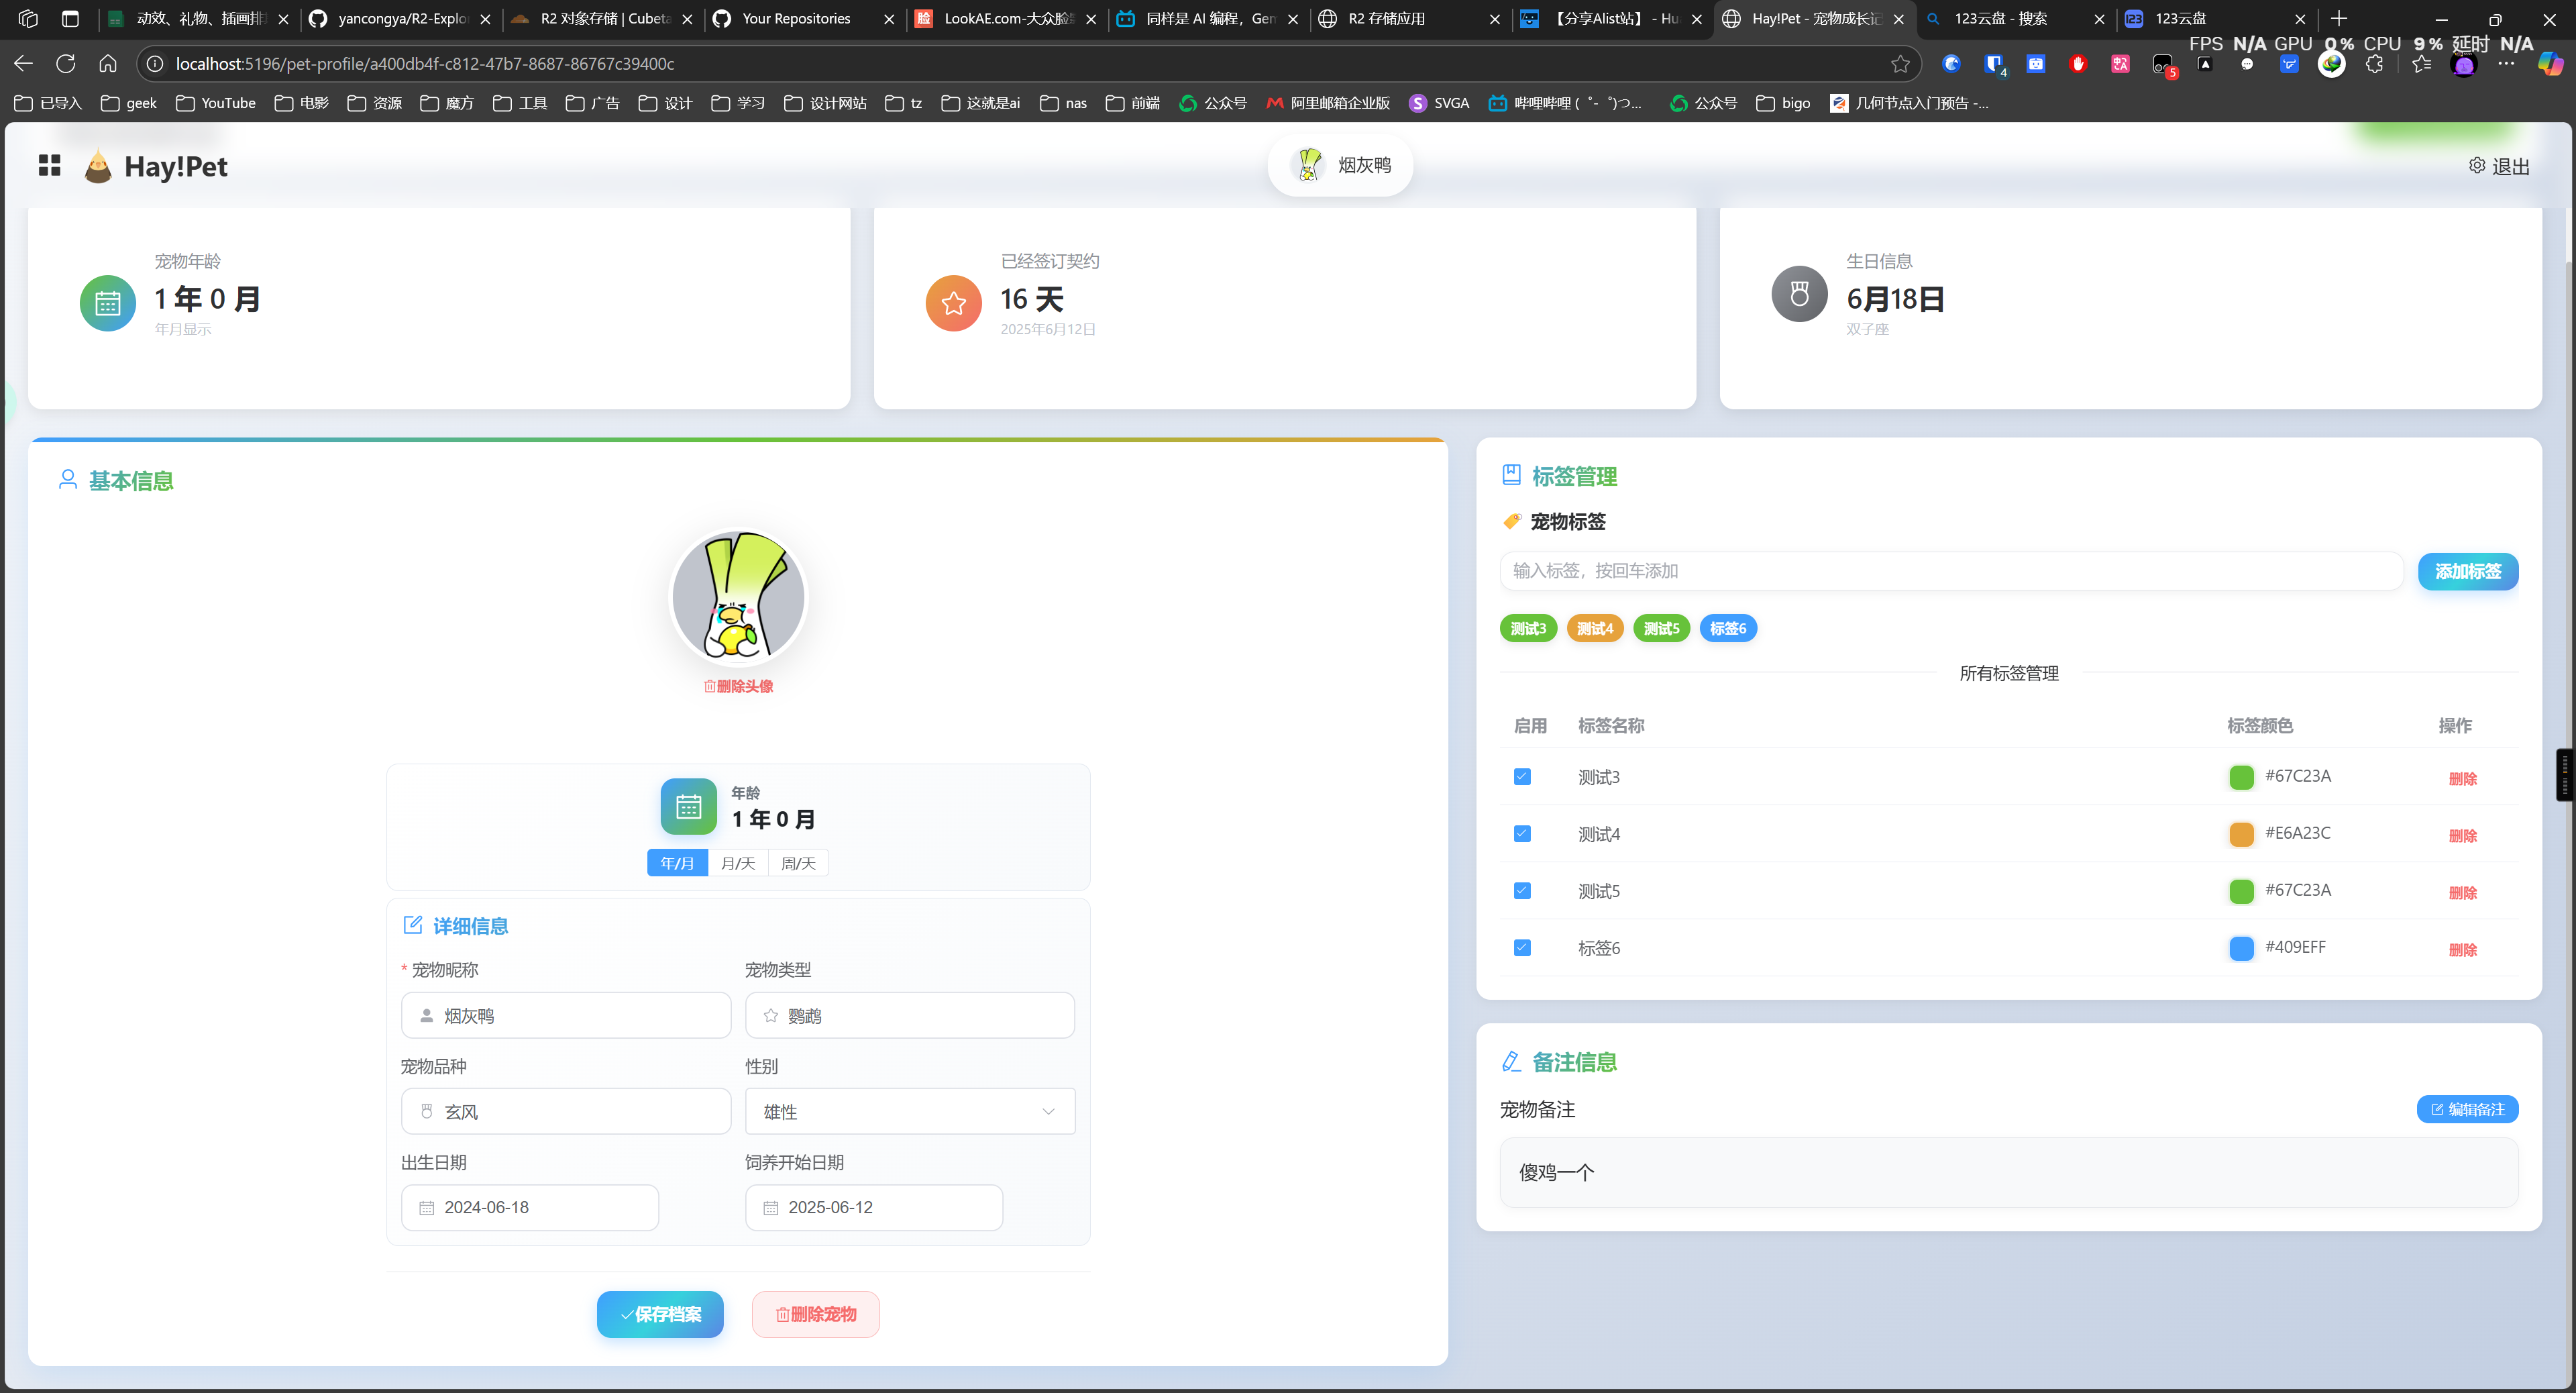 动效、礼物、插画排
yancongya/R2-Explo
R2 对象存储 | Cubeta
Your Repositories
LookAE.com-大众脸
同样是 AI 编程，Gen
R2 存储应用
【分享Alist站】 - Hu
Hay!Pet - 宠物成长记
123云盘 - 搜索
123云盘
FPS N/A GPU 0% CPU 9% 延时 N/A
localhost:5196/pet-profile/a400db4f-c812-47b7-8687-86767c39400c
4
5
已导入 geek YouTube 电影 资源 魔方 工具 广告 设计 学习 设计网站 tz 这就是ai nas 前端 公众号 阿里邮箱企业版 SVGA 哔哩哔哩 (゜-゜)つ... 公众号 bigo 几何节点入门预告 -...
Hay!Pet
烟灰鸭
退出
宠物年龄
1 年 0 月
年月显示
已经签订契约
16 天
2025年6月12日
生日信息
6月18日
双子座
基本信息
删除头像
年龄
1 年 0 月
年/月 月/天 周/天
详细信息
* 宠物昵称 宠物类型
烟灰鸭 鹦鹉
宠物品种 性别
玄风 雄性
出生日期 饲养开始日期
2024-06-18 2025-06-12
保存档案 删除宠物
标签管理
宠物标签
输入标签，按回车添加 添加标签
测试3 测试4 测试5 标签6
所有标签管理
启用 标签名称 标签颜色 操作
测试3 #67C23A 删除
测试4 #E6A23C 删除
测试5 #67C23A 删除
标签6 #409EFF 删除
备注信息
宠物备注 编辑备注
傻鸡一个